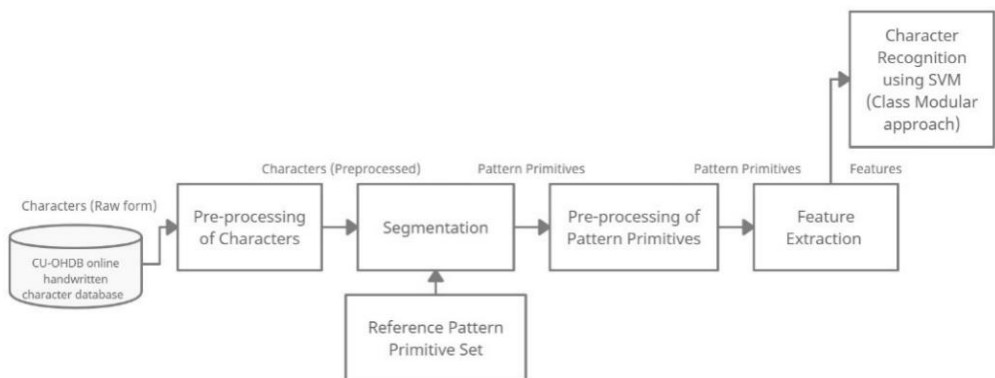 Character
Recognition
using SVM
(Class Modular
approach)
Characters (Preprocessed)
Pattern Primitives
Pattern Primitives
Features
Characters (Raw form)
Pre-processing
of Characters
Segmentation
Pre-processing of
Pattern Primitives
Feature
Extraction
CU-OHDB online
handwritten
character database
Reference Pattern
Primitive Set